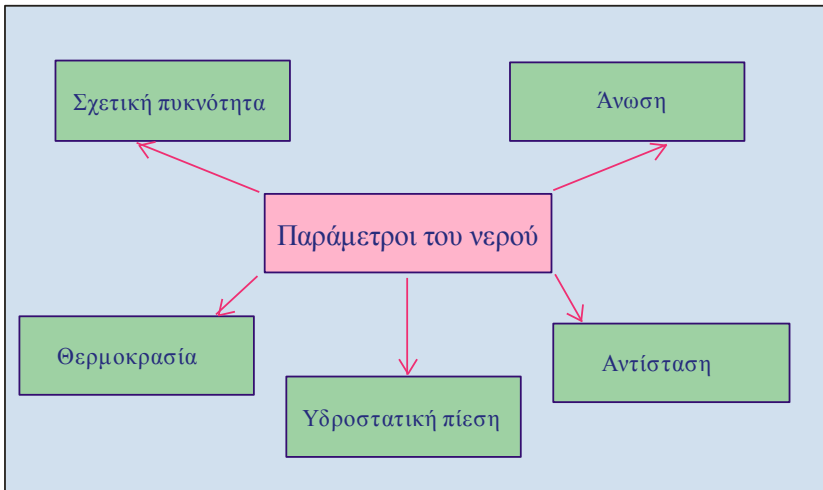 Σχετική πυκνότητα
Άνωση
Παράμετροι του νερού
Θερμοκρασία
Αντίσταση
Υδροστατική πίεση